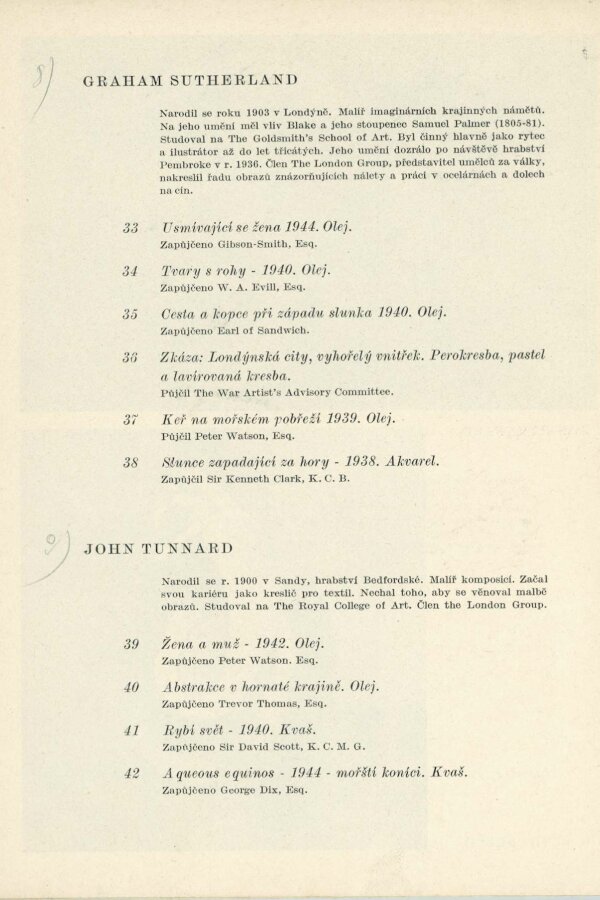 8)
GRAHAM SUTHERLAND
Narodil se roku 1903 v Londýně. Malíř imaginárních krajinných námětů.
Na jeho umění měl vliv Blake a jeho stoupenec Samuel Palmer (1805-81).
Studoval na The Goldsmith's School of Art. Byl činný hlavně jako rytec
a ilustrátor až do let třicátých. Jeho umění dozrálo po návštěvě hrabství
Pembroke v r. 1936. Člen The London Group, představitel umělců za války,
nakreslil řadu obrazů znázorňujících nálety a práci v ocelárnách a dolech
na cín.
33 Usmívající se žena 1944. Olej.
Zapůjčeno Gibson-Smith, Esq.
34 Tvary s rohy - 1940. Olej.
Zapůjčeno W. A. Evill, Esq.
35 Cesta a kopce při západu slunka 1940. Olej.
Zapůjčeno Earl of Sandwich.
36 Zkáza: Londýnská city, vyhořelý vnitřek. Perokresba, pastel
a lavírovaná kresba.
Půjčil The War Artist's Advisory Committee.
37 Keř na mořském pobřeží 1939. Olej.
Půjčil Peter Watson, Esq.
38 Slunce zapadající za hory - 1938. Akvarel.
Zapůjčil Sir Kenneth Clark, K. C. B.
9)
JOHN TUNNARD
Narodil se r. 1900 v Sandy, hrabství Bedfordské. Malíř komposicí. Začal
svou kariéru jako kreslič pro textil. Nechal toho, aby se věnoval malbě
obrazů. Studoval na The Royal College of Art. Člen the London Group.
39 Žena a muž - 1942. Olej.
Zapůjčeno Peter Watson. Esq.
40 Abstrakce v hornaté krajině. Olej.
Zapůjčeno Trevor Thomas, Esq.
41 Rybí svět - 1940. Kvaš.
Zapůjčeno Sir David Scott, K. C. M. G.
42 Aqueous equinos - 1944 - mořští koníci. Kvaš.
Zapůjčeno George Dix, Esq.